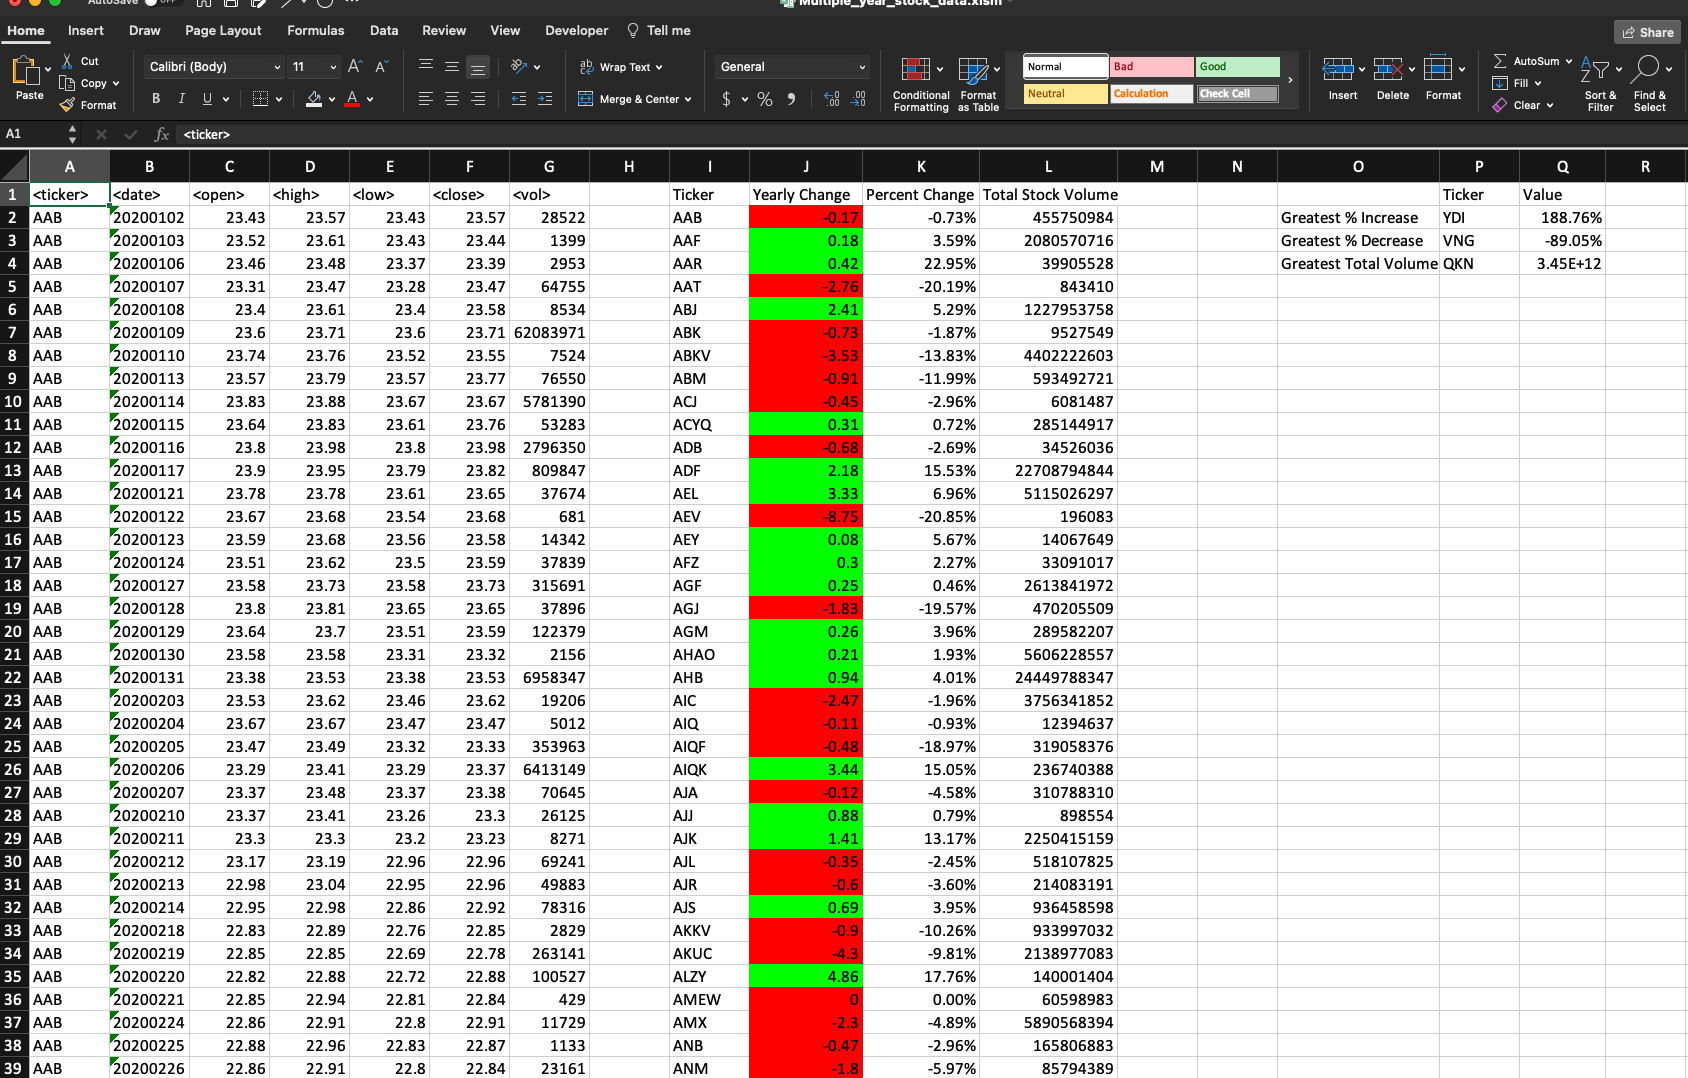 AutoSave OFF Multiple_year_stock_data.xlsm
Home Insert Draw Page Layout Formulas Data Review View Developer Tell me Share
Paste Cut Copy Format
Calibri (Body) 11
B I U A
Wrap Text
Merge & Center
General
$ %
Conditional Formatting
Format as Table
Normal Bad Good
Neutral Calculation Check Cell
Insert Delete Format
AutoSum
Fill
Clear
Sort & Filter
Find & Select
A1 fx <ticker>
A B C D E F G H I J K L M N O P Q R
1 <ticker> <date> <open> <high> <low> <close> <vol> Ticker Yearly Change Percent Change Total Stock Volume Ticker Value
2 AAB 20200102 23.43 23.57 23.43 23.57 28522 AAB -0.17 -0.73% 455750984 Greatest % Increase YDI 188.76%
3 AAB 20200103 23.52 23.61 23.43 23.44 1399 AAF 0.18 3.59% 2080570716 Greatest % Decrease VNG -89.05%
4 AAB 20200106 23.46 23.48 23.37 23.39 2953 AAR 0.42 22.95% 39905528 Greatest Total Volume QKN 3.45E+12
5 AAB 20200107 23.31 23.47 23.28 23.47 64755 AAT -2.76 -20.19% 843410
6 AAB 20200108 23.4 23.61 23.4 23.58 8534 ABJ 2.41 5.29% 1227953758
7 AAB 20200109 23.6 23.71 23.6 23.71 62083971 ABK -0.73 -1.87% 9527549
8 AAB 20200110 23.74 23.76 23.52 23.55 7524 ABKV -3.53 -13.83% 4402222603
9 AAB 20200113 23.57 23.79 23.57 23.77 76550 ABM -0.91 -11.99% 593492721
10 AAB 20200114 23.83 23.88 23.67 23.67 5781390 ACJ -0.45 -2.96% 6081487
11 AAB 20200115 23.64 23.83 23.61 23.76 53283 ACYQ 0.31 0.72% 285144917
12 AAB 20200116 23.8 23.98 23.8 23.98 2796350 ADB -0.68 -2.69% 34526036
13 AAB 20200117 23.9 23.95 23.79 23.82 809847 ADF 2.18 15.53% 22708794844
14 AAB 20200121 23.78 23.78 23.61 23.65 37674 AEL 3.33 6.96% 5115026297
15 AAB 20200122 23.67 23.68 23.54 23.68 681 AEV -8.75 -20.85% 196083
16 AAB 20200123 23.59 23.68 23.56 23.58 14342 AEY 0.08 5.67% 14067649
17 AAB 20200124 23.51 23.62 23.5 23.59 37839 AFZ 0.3 2.27% 33091017
18 AAB 20200127 23.58 23.73 23.58 23.73 315691 AGF 0.25 0.46% 2613841972
19 AAB 20200128 23.8 23.81 23.65 23.65 37896 AGJ -1.83 -19.57% 470205509
20 AAB 20200129 23.64 23.7 23.51 23.59 122379 AGM 0.26 3.96% 289582207
21 AAB 20200130 23.58 23.58 23.31 23.32 2156 AHAO 0.21 1.93% 5606228557
22 AAB 20200131 23.38 23.53 23.38 23.53 6958347 AHB 0.94 4.01% 24449788347
23 AAB 20200203 23.53 23.62 23.46 23.62 19206 AIC -2.47 -1.96% 3756341852
24 AAB 20200204 23.67 23.67 23.47 23.47 5012 AIQ -0.11 -0.93% 12394637
25 AAB 20200205 23.47 23.49 23.32 23.33 353963 AIQF -0.48 -18.97% 319058376
26 AAB 20200206 23.29 23.41 23.29 23.37 6413149 AIQK 3.44 15.05% 236740388
27 AAB 20200207 23.37 23.48 23.37 23.38 70645 AJA -0.12 -4.58% 310788310
28 AAB 20200210 23.37 23.41 23.26 23.3 26125 AJJ 0.88 0.79% 898554
29 AAB 20200211 23.3 23.3 23.2 23.23 8271 AJK 1.41 13.17% 2250415159
30 AAB 20200212 23.17 23.19 22.96 22.96 69241 AJL -0.35 -2.45% 518107825
31 AAB 20200213 22.98 23.04 22.95 22.96 49883 AJR -0.6 -3.60% 214083191
32 AAB 20200214 22.95 22.98 22.86 22.92 78316 AJS 0.69 3.95% 936458598
33 AAB 20200218 22.83 22.89 22.76 22.85 2829 AKKV -0.9 -10.26% 933997032
34 AAB 20200219 22.85 22.85 22.69 22.78 263141 AKUC -4.3 -9.81% 2138977083
35 AAB 20200220 22.82 22.88 22.72 22.88 100527 ALZY 4.86 17.76% 140001404
36 AAB 20200221 22.85 22.94 22.81 22.84 429 AMEW 0 0.00% 60598983
37 AAB 20200224 22.86 22.91 22.8 22.91 11729 AMX -2.3 -4.89% 5890568394
38 AAB 20200225 22.88 22.96 22.83 22.87 1133 ANB -0.47 -2.96% 165806883
39 AAB 20200226 22.86 22.91 22.8 22.84 23161 ANM -1.8 -5.97% 85794389